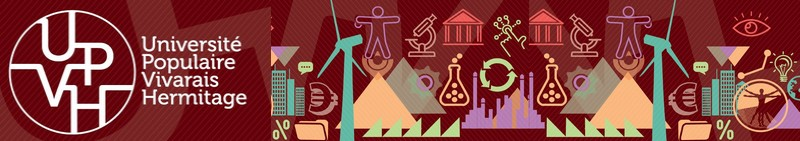 UPVH
Université
Populaire
Vivarais
Hermitage
%
%